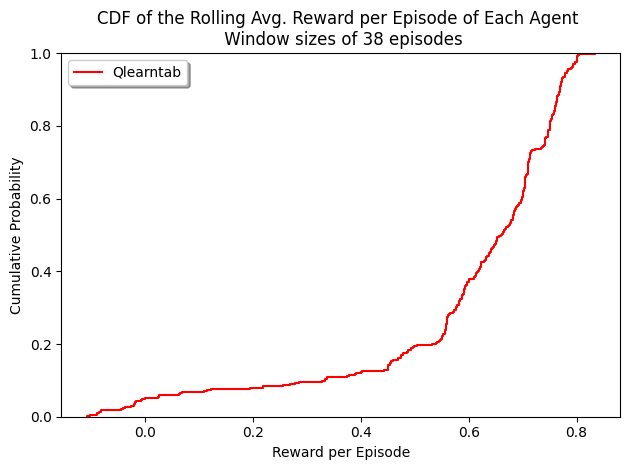 CDF of the Rolling Avg. Reward per Episode of Each Agent
Window sizes of 38 episodes
Qlearntab
Cumulative Probability
1.0
0.8
0.6
0.4
0.2
0.0
0.0 0.2 0.4 0.6 0.8
Reward per Episode